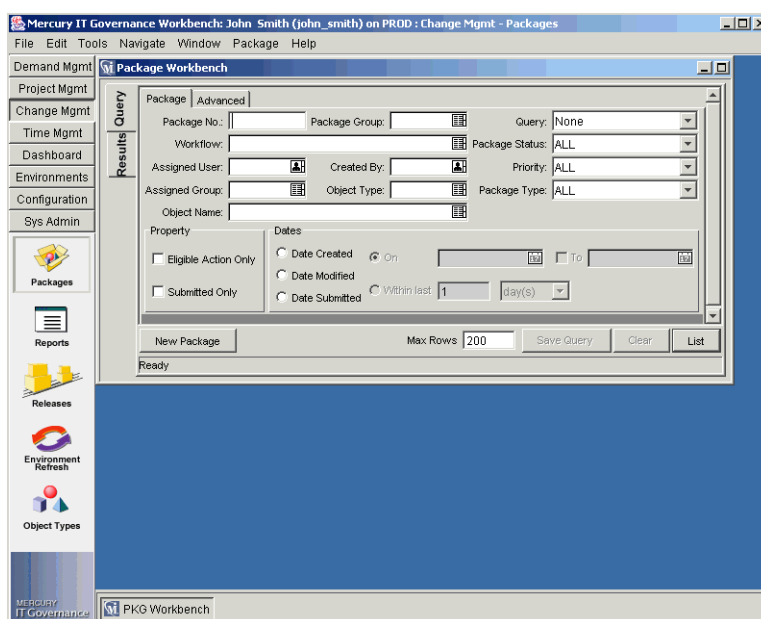 Mercury IT Governance Workbench: John Smith (john_smith) on PROD : Change Mgmt - Packages
File Edit Tools Navigate Window Package Help
Demand Mgmt
Project Mgmt
Change Mgmt
Time Mgmt
Dashboard
Environments
Configuration
Sys Admin
Packages
Reports
Releases
Environment
Refresh
Object Types
MERCURY
IT Governance
Package Workbench
Query
Results
Package Advanced
Package No.: Package Group: Query: None
Workflow: Package Status: ALL
Assigned User: Created By: Priority: ALL
Assigned Group: Object Type: Package Type: ALL
Object Name:
Property Dates
Eligible Action Only Date Created On To
Date Modified
Submitted Only Date Submitted Within last 1 day(s)
New Package Max Rows 200 Save Query Clear List
Ready
PKG Workbench